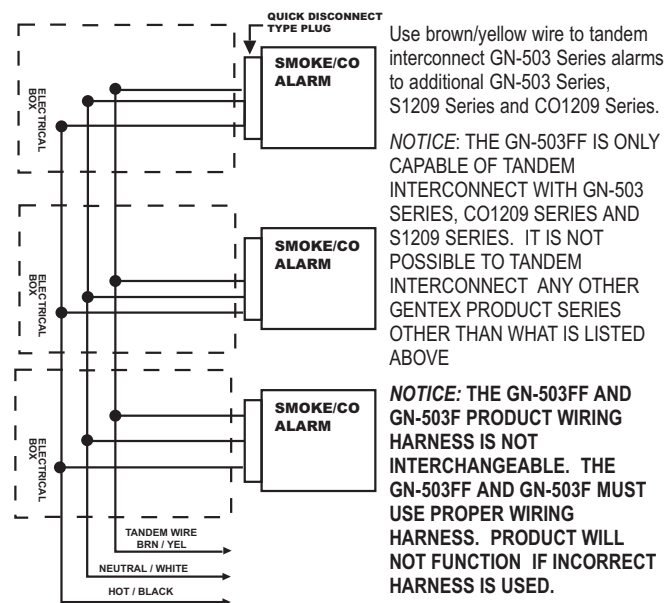 QUICK DISCONNECT
TYPE PLUG
SMOKE/CO
ALARM
ELECTRICAL
BOX
SMOKE/CO
ALARM
ELECTRICAL
BOX
SMOKE/CO
ALARM
ELECTRICAL
BOX
TANDEM WIRE
BRN / YEL
NEUTRAL / WHITE
HOT / BLACK
Use brown/yellow wire to tandem
interconnect GN-503 Series alarms
to additional GN-503 Series,
S1209 Series and CO1209 Series.
NOTICE: THE GN-503FF IS ONLY
CAPABLE OF TANDEM
INTERCONNECT WITH GN-503
SERIES, CO1209 SERIES AND
S1209 SERIES. IT IS NOT
POSSIBLE TO TANDEM
INTERCONNECT ANY OTHER
GENTEX PRODUCT SERIES
OTHER THAN WHAT IS LISTED
ABOVE
NOTICE: THE GN-503FF AND
GN-503F PRODUCT WIRING
HARNESS IS NOT
INTERCHANGEABLE. THE
GN-503FF AND GN-503F MUST
USE PROPER WIRING
HARNESS. PRODUCT WILL
NOT FUNCTION IF INCORRECT
HARNESS IS USED.